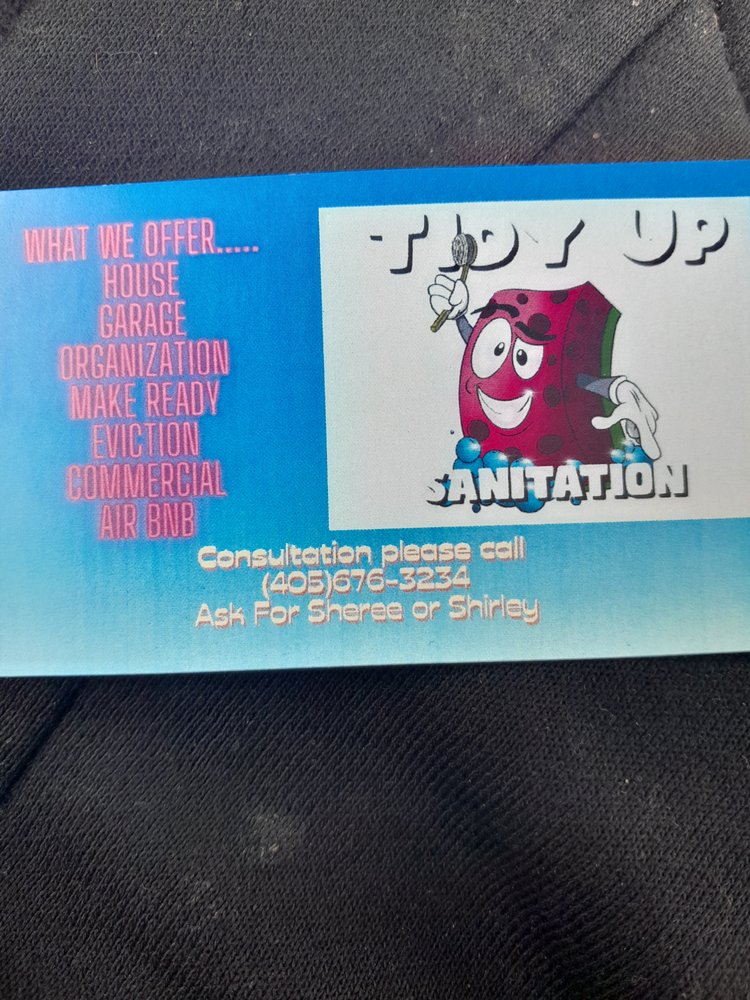 WHAT WE OFFER.....
HOUSE
GARAGE
ORGANIZATION
MAKE READY
EVICTION
COMMERCIAL
AIR BNB
TIDY UP
SANITATION
Consultation please call
(405)676-3234
Ask For Sheree or Shirley